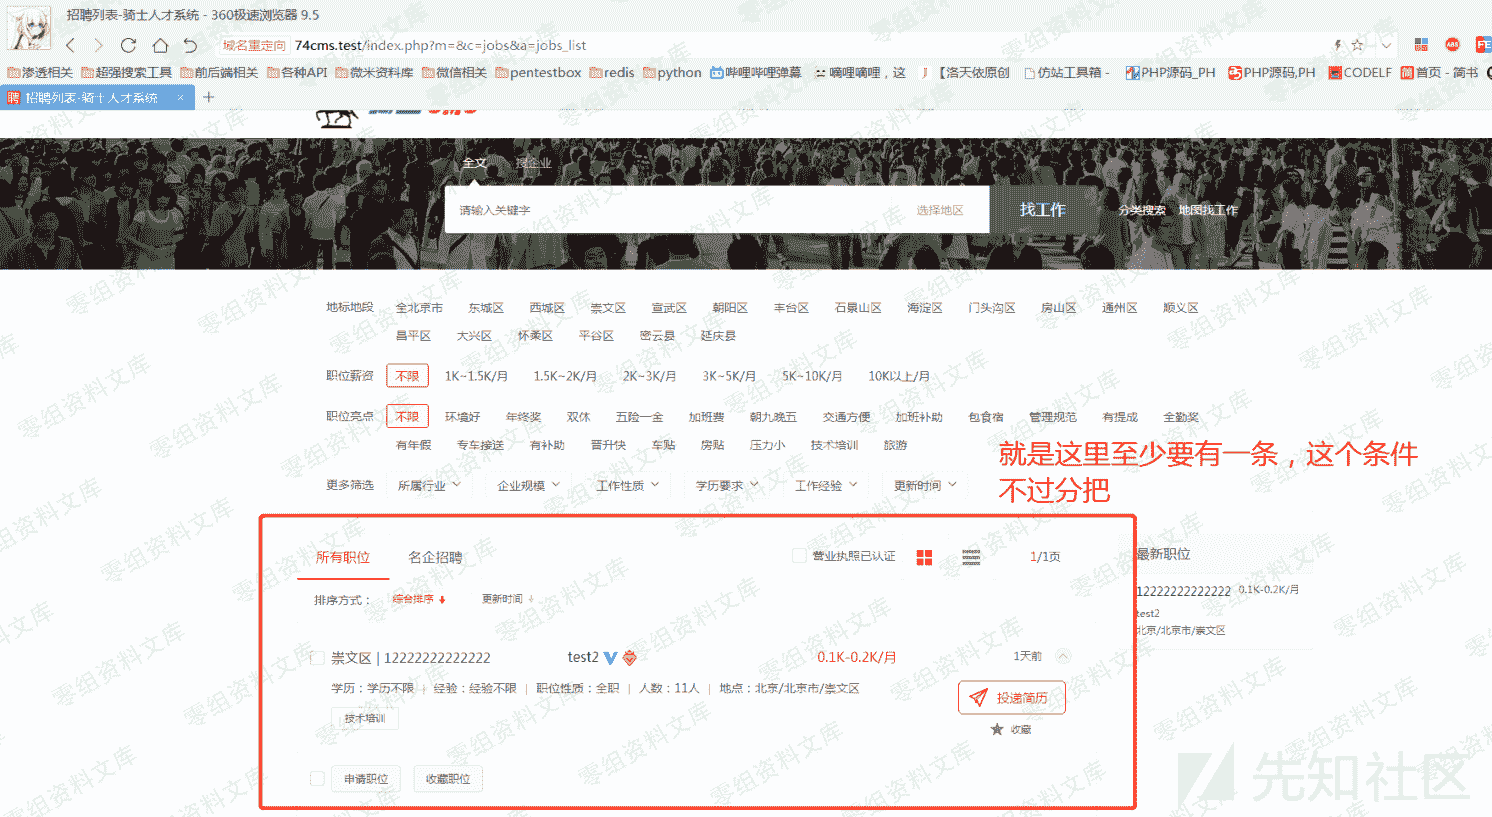 招聘列表-骑士人才系统 - 360极速浏览器 9.5
域名重定向 74cms.test/index.php?m=&c=jobs&a=jobs_list
渗透相关 超强搜索工具 前后端相关 各种API 微米资料库 微信相关 pentestbox redis python 哔哩哔哩弹幕 嘀哩嘀哩，这 【洛天依原创 仿站工具箱 - PHP源码_PH PHP源码,PH CODELF 首页 - 简书
招聘列表-骑士人才系统 × +
全文 搜企业
请输入关键字 选择地区 找工作 分类搜索 地图找工作
地标地段 全北京市 东城区 西城区 崇文区 宣武区 朝阳区 丰台区 石景山区 海淀区 门头沟区 房山区 通州区 顺义区
昌平区 大兴区 怀柔区 平谷区 密云县 延庆县
职位薪资 不限 1K~1.5K/月 1.5K~2K/月 2K~3K/月 3K~5K/月 5K~10K/月 10K以上/月
职位亮点 不限 环境好 年终奖 双休 五险一金 加班费 朝九晚五 交通方便 加班补助 包食宿 管理规范 有提成 全勤奖
有年假 专车接送 有补助 晋升快 车贴 房贴 压力小 技术培训 旅游
就是这里至少要有一条，这个条件
不过分把
更多筛选 所属行业 企业规模 工作性质 学历要求 工作经验 更新时间
所有职位 名企招聘 营业执照已认证 1/1页
排序方式： 综合排序 更新时间
崇文区 | 12222222222222 test2 0.1K-0.2K/月 1天前
学历：学历不限 | 经验：经验不限 | 职位性质：全职 | 人数：11人 | 地点：北京/北京市/崇文区
投递简历
技术培训
收藏
申请职位 收藏职位
最新职位
12222222222222 0.1K-0.2K/月
test2
北京/北京市/崇文区
先知社区
零组资料文库